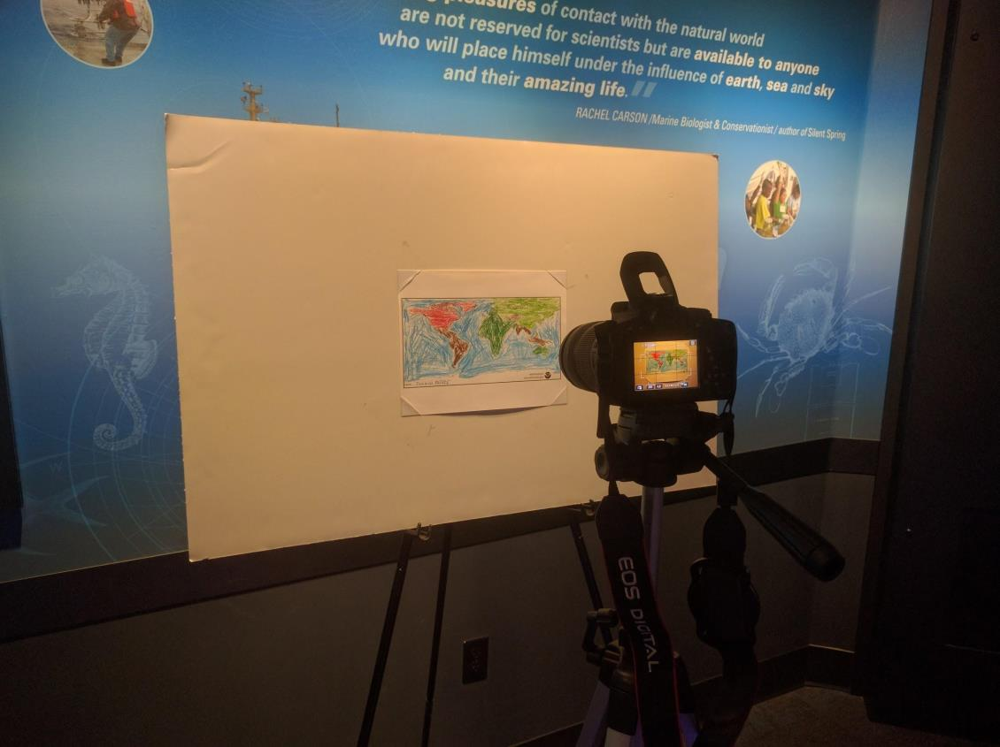 pleasures of contact with the natural world
are not reserved for scientists but are available to anyone
who will place himself under the influence of earth, sea and sky
and their amazing life.”
RACHEL CARSON /Marine Biologist & Conservationist / author of Silent Spring
EOS DIGITAL